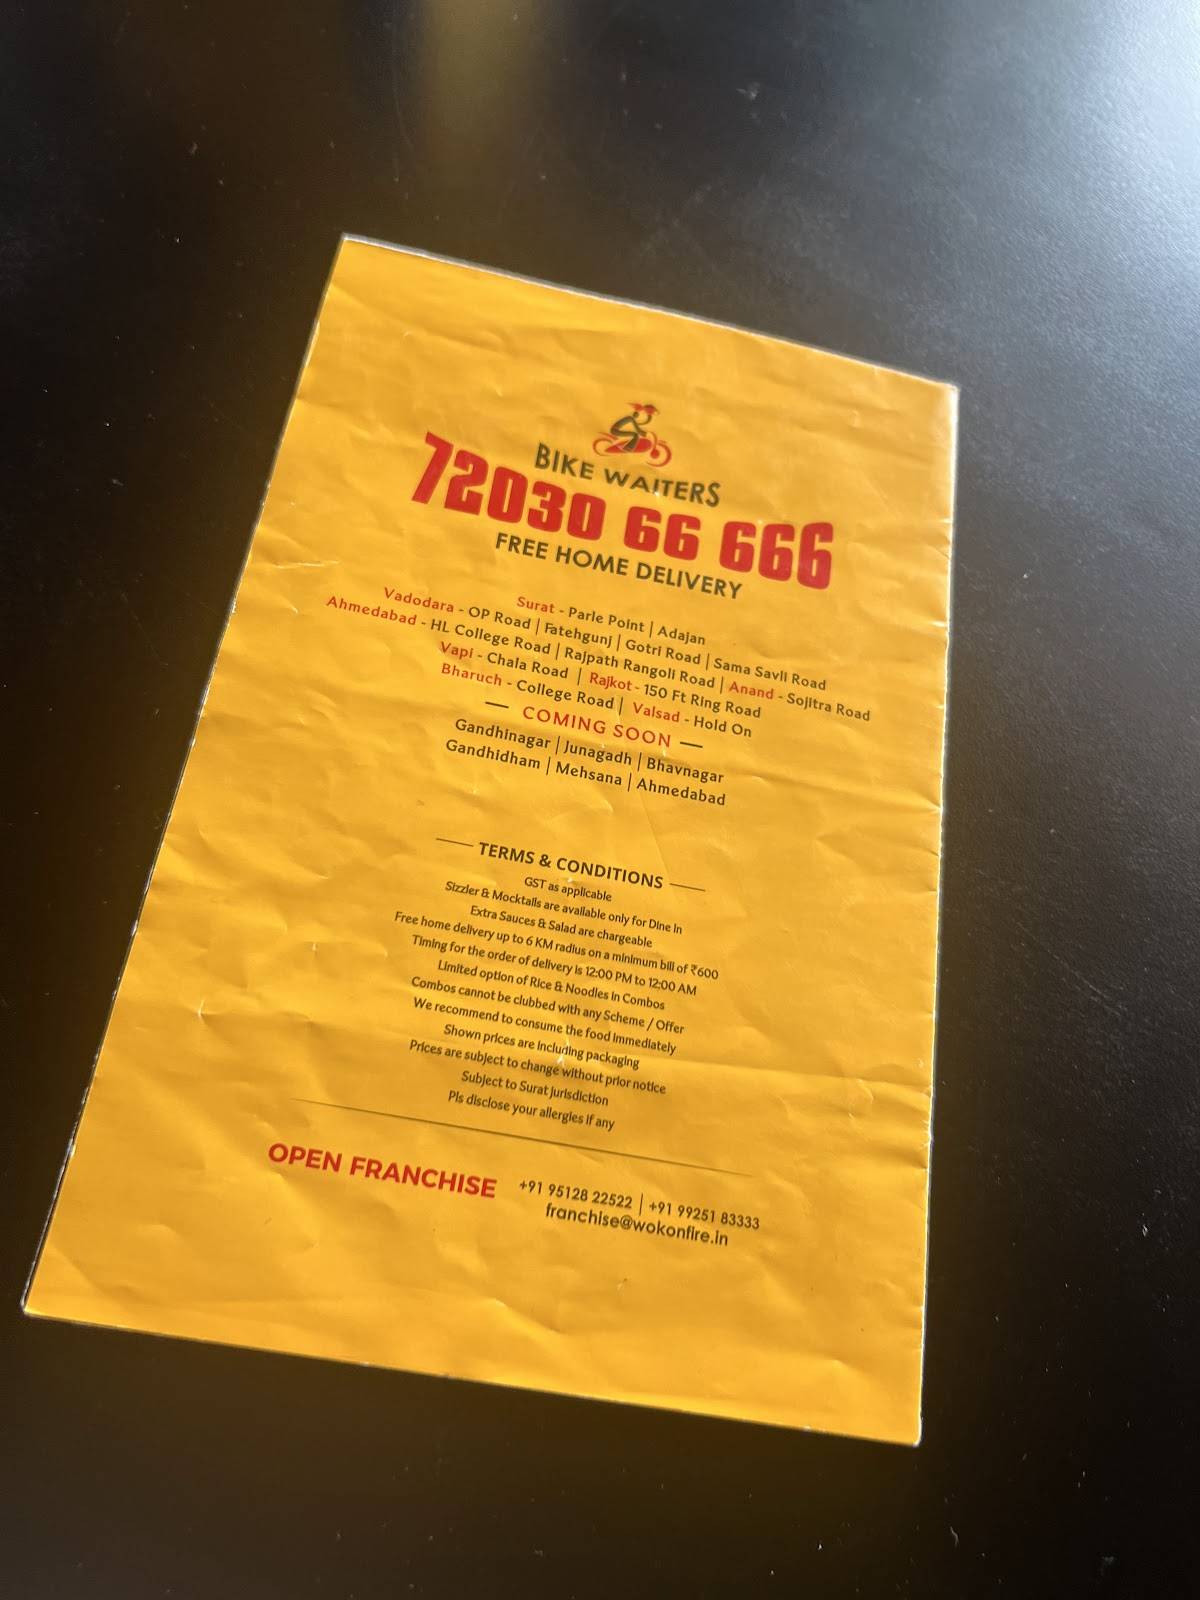 BIKE WAITERS
72030 66 666
FREE HOME DELIVERY
Surat - Parle Point | Adajan
Vadodara - OP Road | Fatehgunj | Gotri Road | Sama Savli Road
Ahmedabad - HL College Road | Rajpath Rangoli Road | Anand - Sojitra Road
Vapi - Chala Road | Rajkot - 150 Ft Ring Road
Bharuch - College Road | Valsad - Hold On
— COMING SOON —
Gandhinagar | Junagadh | Bhavnagar
Gandhidham | Mehsana | Ahmedabad
TERMS & CONDITIONS
GST as applicable
Sizzler & Mocktails are available only for Dine in
Extra Sauces & Salad are chargeable
Free home delivery up to 6 KM radius on a minimum bill of ₹600
Timing for the order of delivery is 12:00 PM to 12:00 AM
Limited option of Rice & Noodles in Combos
Combos cannot be clubbed with any Scheme / Offer
We recommend to consume the food immediately
Shown prices are including packaging
Prices are subject to change without prior notice
Subject to Surat jurisdiction
Pls disclose your allergies if any
OPEN FRANCHISE +91 95128 22522 | +91 99251 83333
franchise@wokonfire.in